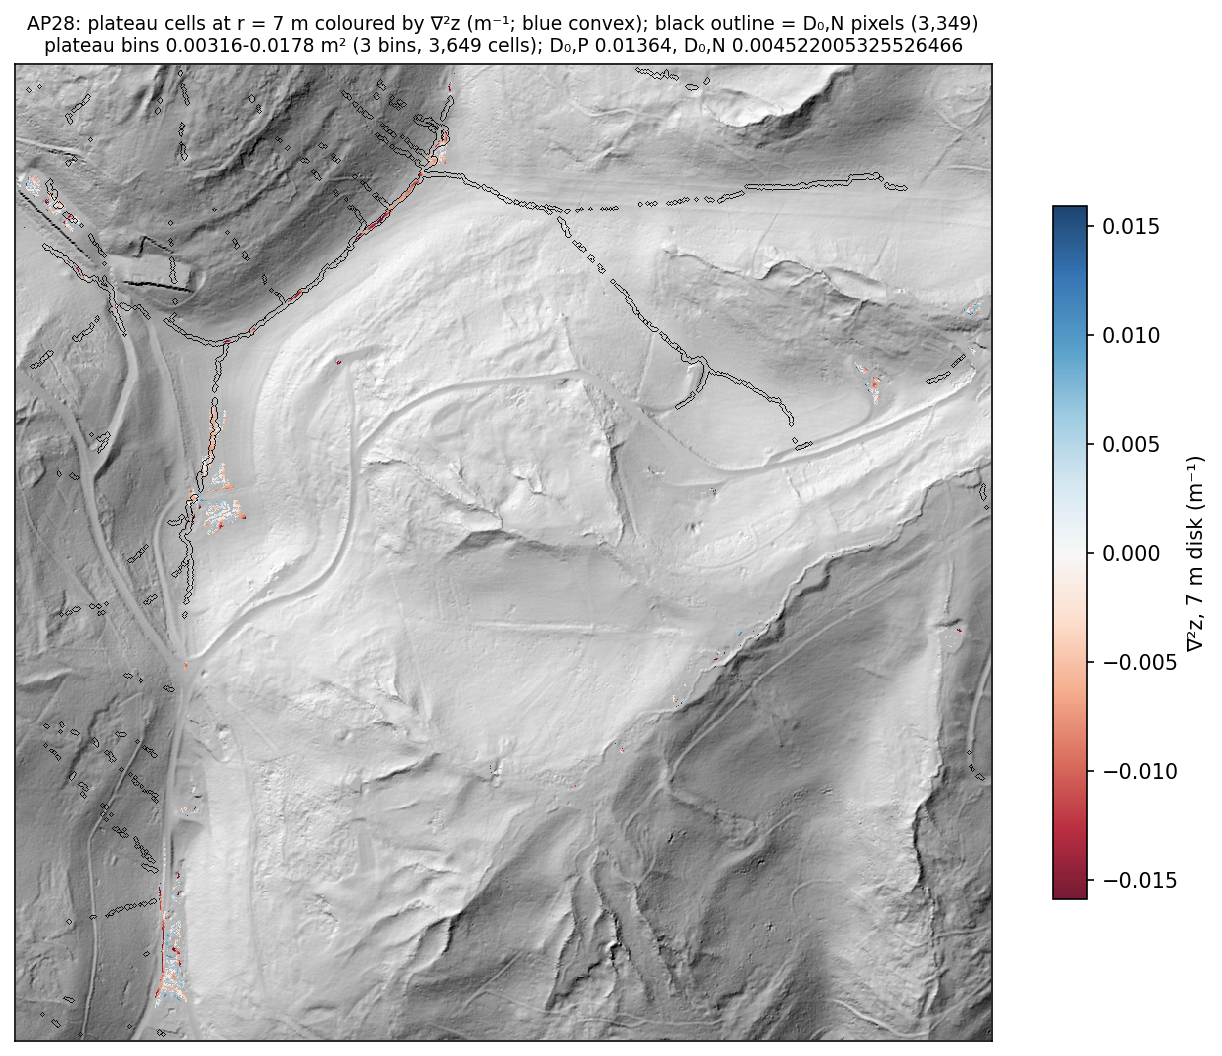 AP28: plateau cells at r = 7 m coloured by ∇²z (m⁻¹; blue convex); black outline = D₀,N pixels (3,349)
plateau bins 0.00316-0.0178 m² (3 bins, 3,649 cells); D₀,P 0.01364, D₀,N 0.004522005325526466
0.015
0.010
0.005
0.000
−0.005
−0.010
−0.015
∇²z, 7 m disk (m⁻¹)